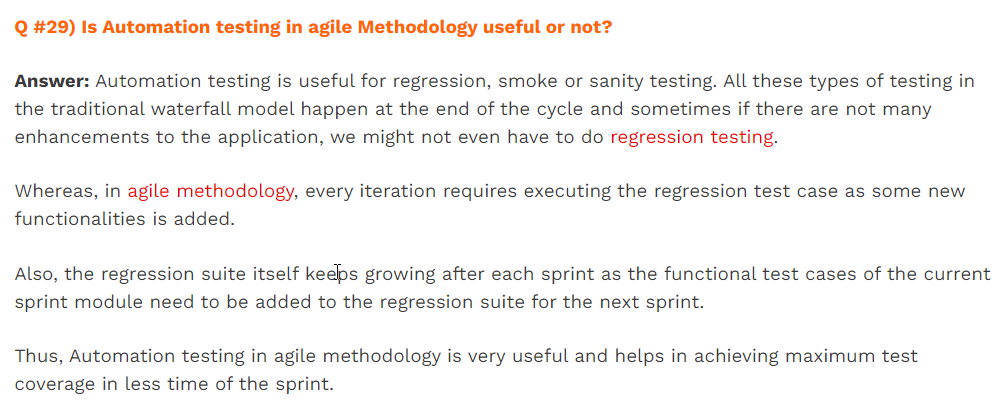 Q #29) Is Automation testing in agile Methodology useful or not?
Answer: Automation testing is useful for regression, smoke or sanity testing. All these types of testing in
the traditional waterfall model happen at the end of the cycle and sometimes if there are not many
enhancements to the application, we might not even have to do regression testing.
Whereas, in agile methodology, every iteration requires executing the regression test case as some new
functionalities is added.
Also, the regression suite itself keeps growing after each sprint as the functional test cases of the current
sprint module need to be added to the regression suite for the next sprint.
Thus, Automation testing in agile methodology is very useful and helps in achieving maximum test
coverage in less time of the sprint.